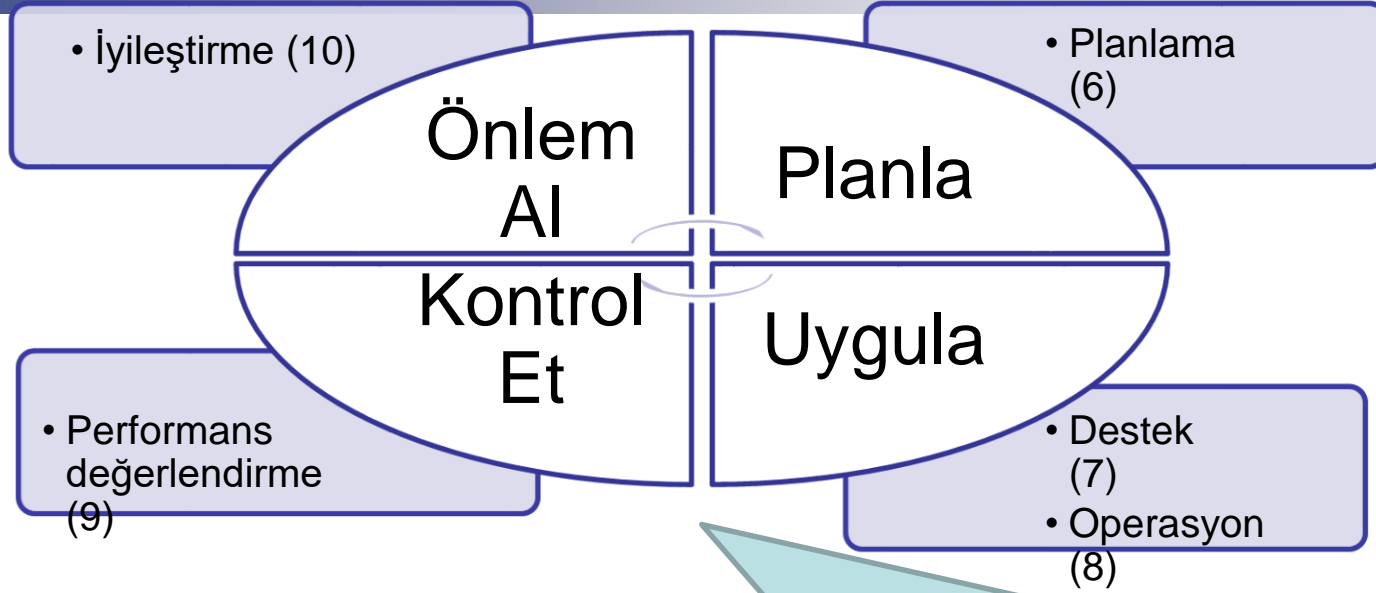 • İyileştirme (10)
• Planlama
(6)
Önlem
Al
Planla
Kontrol
Et
Uygula
• Performans
değerlendirme
(9)
• Destek
(7)
• Operasyon
(8)